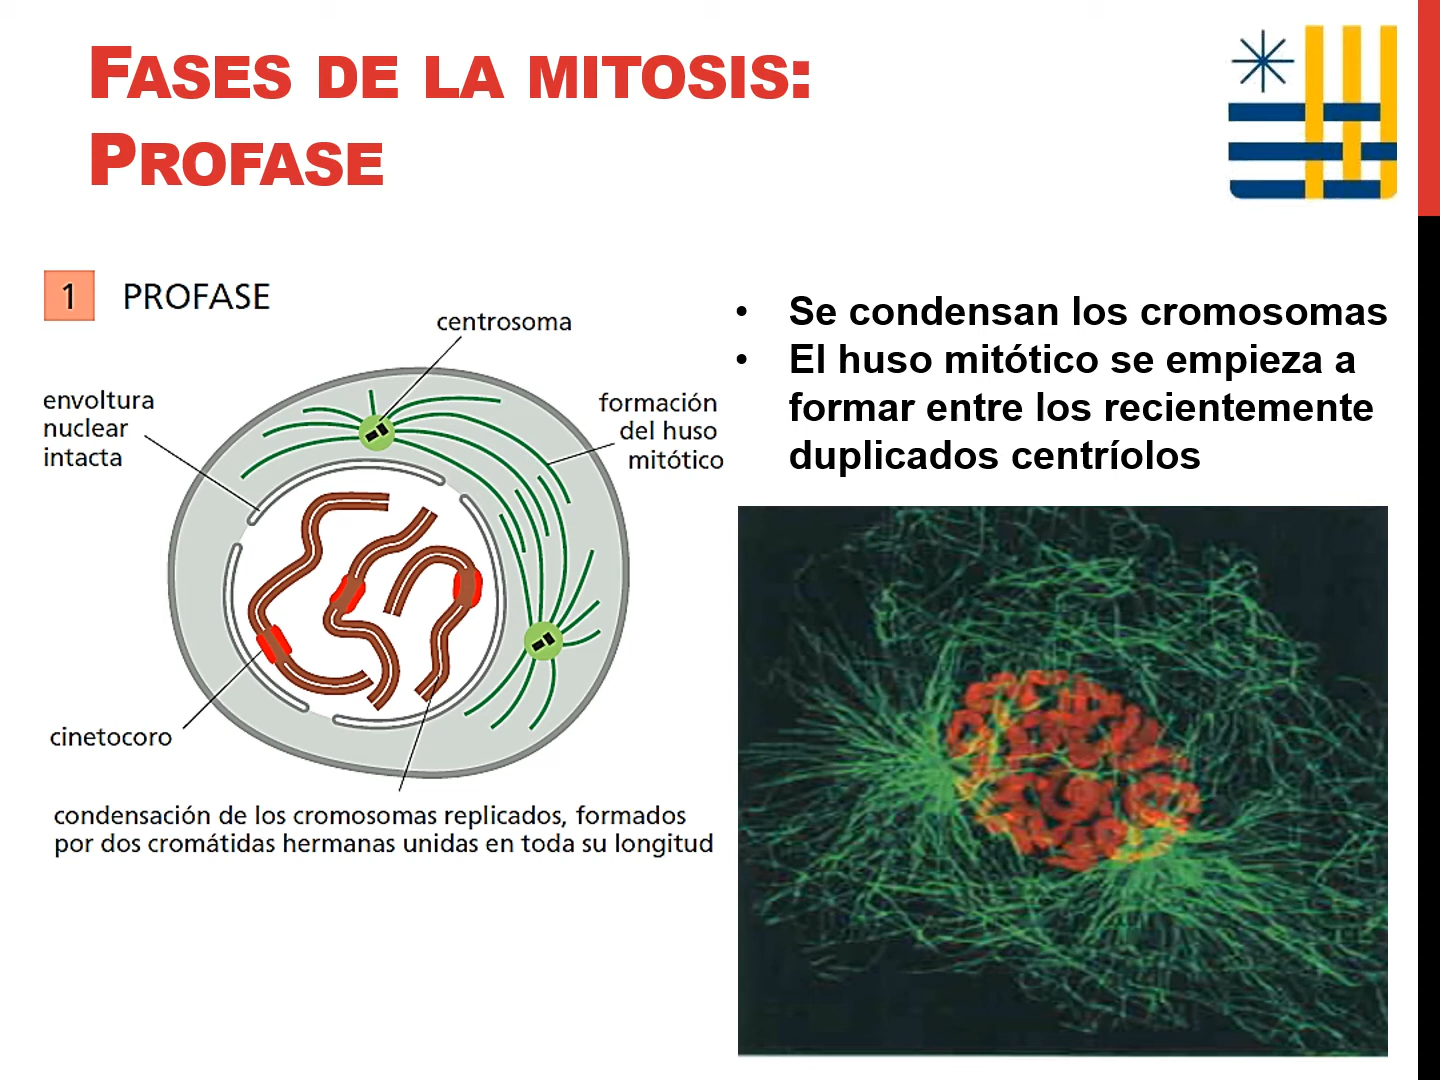 FASES DE LA MITOSIS:
PROFASE
1 PROFASE
centrosoma
envoltura
nuclear
intacta
formación
del huso
mitótico
cinetocoro
condensación de los cromosomas replicados, formados
por dos cromátidas hermanas unidas en toda su longitud
• Se condensan los cromosomas
• El huso mitótico se empieza a
formar entre los recientemente
duplicados centríolos